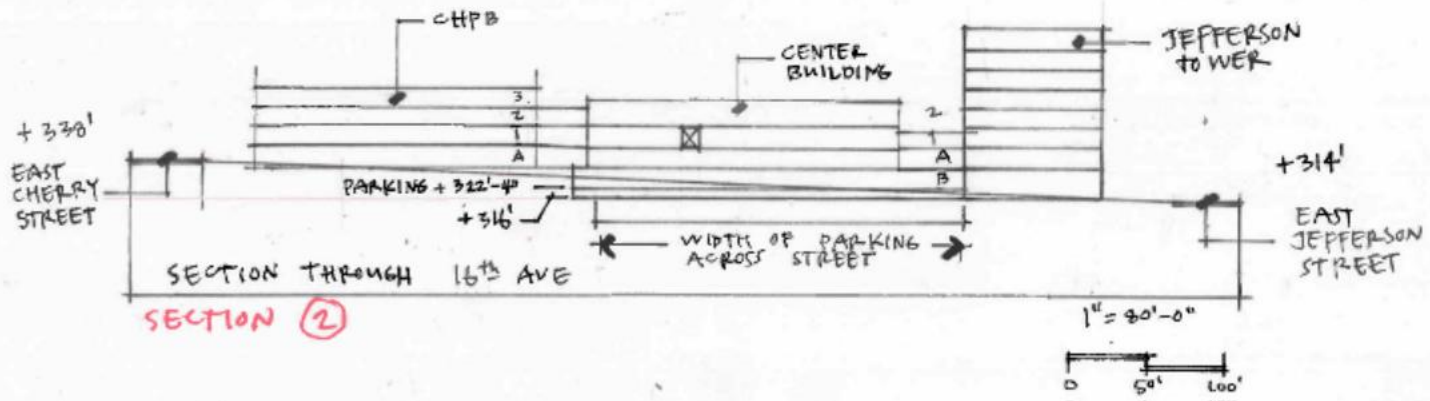 CHPB
CENTER
BUILDING
JEFFERSON
TOWER
3
2
1
A
2
1
A
B
+338'
EAST
CHERRY
STREET
PARKING +322'-4"
+316'
WIDTH OF PARKING
ACROSS STREET
+314'
EAST
JEFFERSON
STREET
SECTION THROUGH 16th AVE
SECTION 2
1" = 80'-0"
0 50' 100'